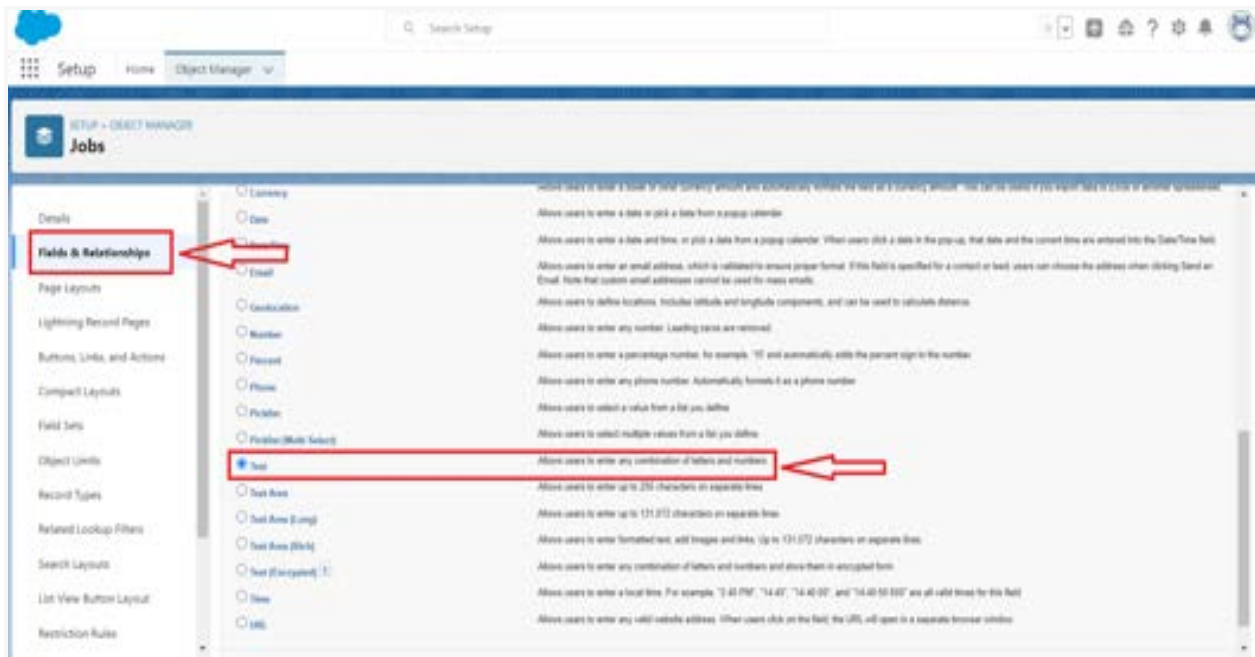 Search Setup
Setup Home Object Manager
SETUP > OBJECT MANAGER
Jobs
Details
Fields & Relationships
Page Layouts
Lightning Record Pages
Buttons, Links, and Actions
Compact Layouts
Field Sets
Object Limits
Record Types
Related Lookup Filters
Search Layouts
List View Button Layout
Restriction Rules
Currency
Date Allows users to enter a date or pick a date from a popup calendar.
Allows users to enter a date and time, or pick a date from a popup calendar. When users click a date in the pop-up, that date and the current time are entered into the Date/Time field.
Email Allows users to enter an email address, which is validated to ensure proper format. If this field is specified for a contact or lead, users can choose the address when clicking Send an
Email. Note that custom email addresses cannot be used for mass emails.
Geolocation Allows users to define locations. Includes latitude and longitude components, and can be used to calculate distance.
Number Allows users to enter any number. Leading zeros are removed.
Percent Allows users to enter a percentage number, for example, '10' and automatically adds the percent sign to the number.
Phone Allows users to enter any phone number. Automatically formats it as a phone number.
Picklist Allows users to select a value from a list you define.
Picklist (Multi-Select) Allows users to select multiple values from a list you define.
Text Allows users to enter any combination of letters and numbers.
Text Area Allows users to enter up to 255 characters on separate lines.
Text Area (Long) Allows users to enter up to 131,072 characters on separate lines.
Text Area (Rich) Allows users to enter formatted text, add images and links. Up to 131,072 characters on separate lines.
Text (Encrypted) Allows users to enter any combination of letters and numbers and store them in encrypted form.
Time Allows users to enter a local time. For example, "2:40 PM", "14:40", "14:40:00", and "14:40:50.600" are all valid times for this field.
URL Allows users to enter any valid website address. When users click on the field, the URL will open in a separate browser window.